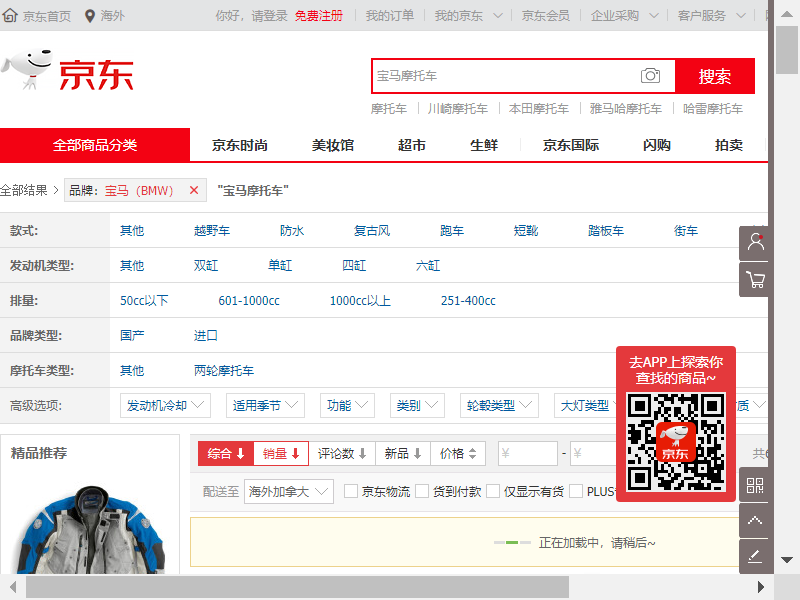 京东首页 海外 你好，请登录 免费注册 我的订单 我的京东 京东会员 企业采购 客户服务
京东
宝马摩托车 搜索
摩托车 川崎摩托车 本田摩托车 雅马哈摩托车 哈雷摩托车
全部商品分类 京东时尚 美妆馆 超市 生鲜 京东国际 闪购 拍卖
全部结果 > 品牌： 宝马（BMW） × "宝马摩托车"
款式: 其他 越野车 防水 复古风 跑车 短靴 踏板车 街车
发动机类型: 其他 双缸 单缸 四缸 六缸
排量: 50cc以下 601-1000cc 1000cc以上 251-400cc
品牌类型: 国产 进口
摩托车类型: 其他 两轮摩托车
高级选项: 发动机冷却 适用季节 功能 类别 轮毂类型 大灯类型 质
去APP上探索你
查找的商品~
京东
精品推荐
综合 销量 评论数 新品 价格 ¥ - ¥ 共6
配送至 海外加拿大 京东物流 货到付款 仅显示有货 PLUS
正在加载中，请稍后~